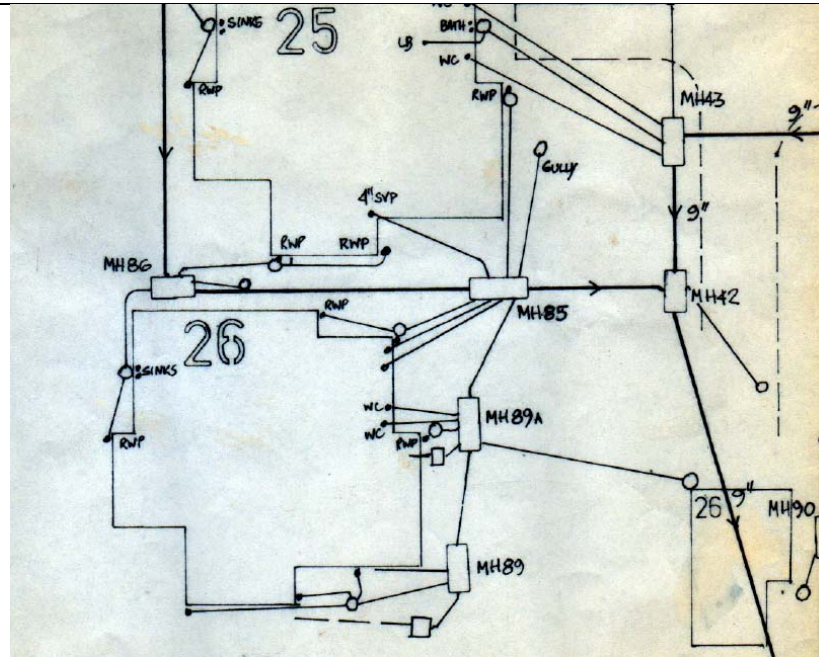 SINKS
25
BATH
LB
WC
RWP
RWP
MH43
9"
GULLY
4" SVP
9"
RWP
RWP
MH86
MH85
MH42
RWP
26
SINKS
WC
WC
RWP
RWP
MH89A
26
9"
MH90
MH89